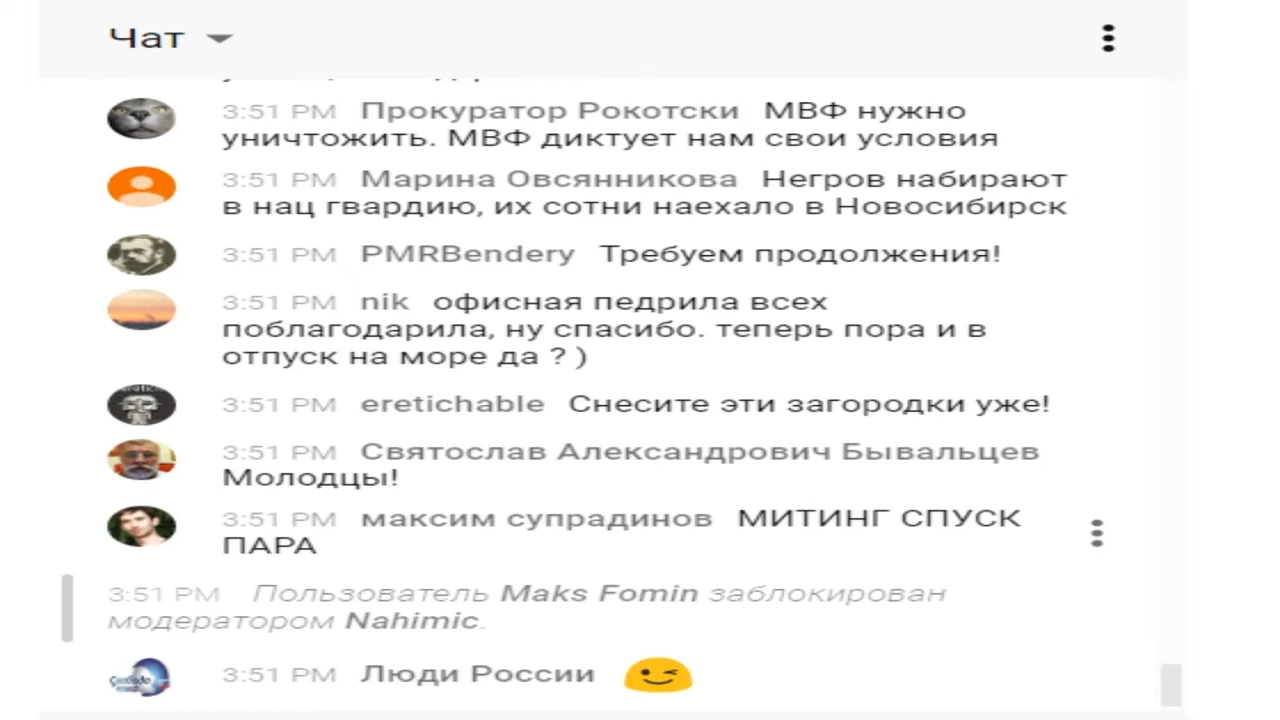 Чат
3:51 PM Прокуратор Рокотски МВФ нужно
уничтожить. МВФ диктует нам свои условия
3:51 PM Марина Овсянникова Негров набирают
в нац гвардию, их сотни наехало в Новосибирск
3:51 PM PMRBendery Требуем продолжения!
3:51 PM nik офисная педрила всех
поблагодарила, ну спасибо. теперь пора и в
отпуск на море да ? )
3:51 PM eretichable Снесите эти загородки уже!
3:51 PM Святослав Александрович Бывальцев
Молодцы!
3:51 PM максим супрадинов МИТИНГ СПУСК
ПАРА
3:51 PM Пользователь Maks Fomin заблокирован
модератором Nahimic.
3:51 PM Люди России 😉